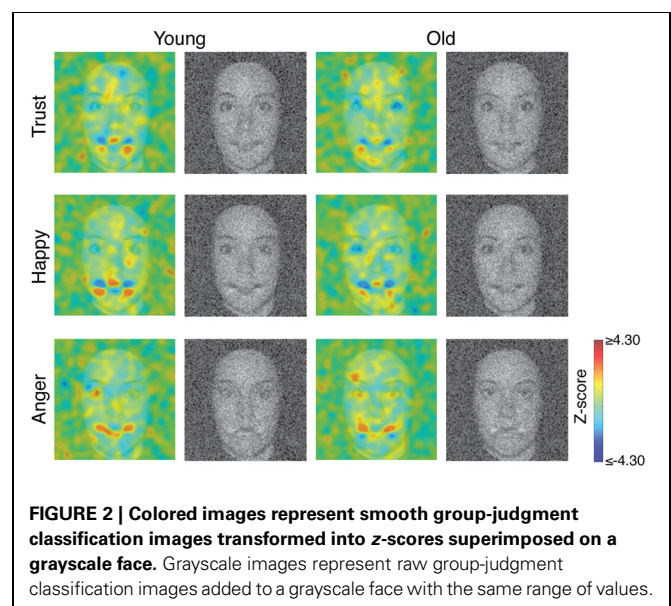 Young Old
Trust
Happy
Anger
≥4.30
Z-score
≤-4.30
FIGURE 2 | Colored images represent smooth group-judgment
classification images transformed into z-scores superimposed on a
grayscale face. Grayscale images represent raw group-judgment
classification images added to a grayscale face with the same range of values.